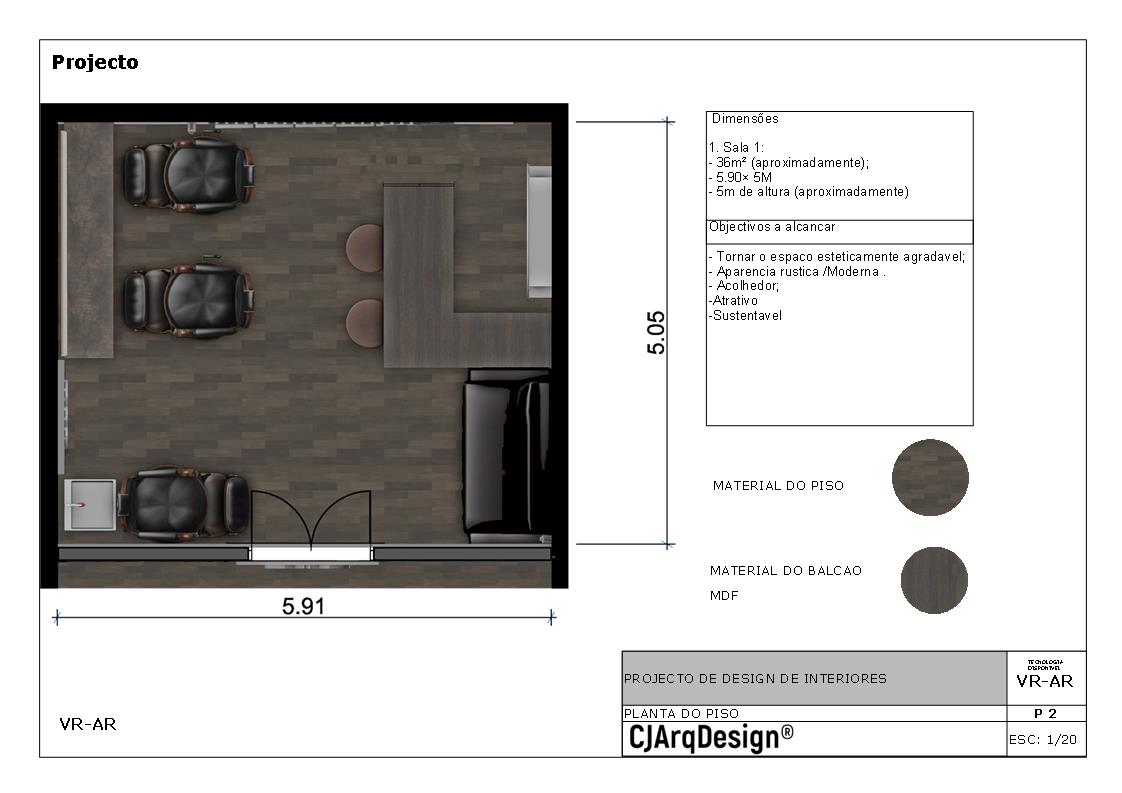 Projecto
Dimensões
1. Sala 1:
- 36m² (aproximadamente);
- 5.90× 5M
- 5m de altura (aproximadamente)
Objectivos a alcancar
- Tornar o espaco esteticamente agradavel;
- Aparencia rustica /Moderna .
- Acolhedor;
-Atrativo
-Sustentavel
5.05
MATERIAL DO PISO
MATERIAL DO BALCAO
MDF
5.91
VR-AR
PROJECTO DE DESIGN DE INTERIORES
TECNOLOGIA
DISPONIVEL
VR-AR
PLANTA DO PISO
P 2
CJArqDesign®
ESC: 1/20